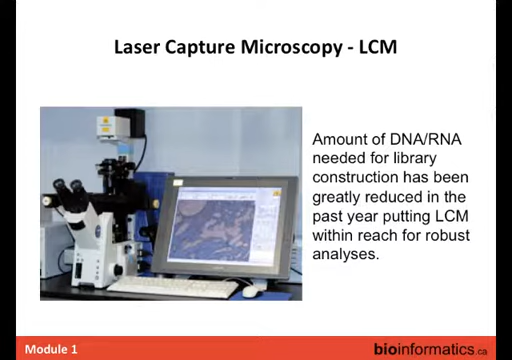 Laser Capture Microscopy - LCM
Amount of DNA/RNA
needed for library
construction has been
greatly reduced in the
past year putting LCM
within reach for robust
analyses.
Module 1
bioinformatics.ca